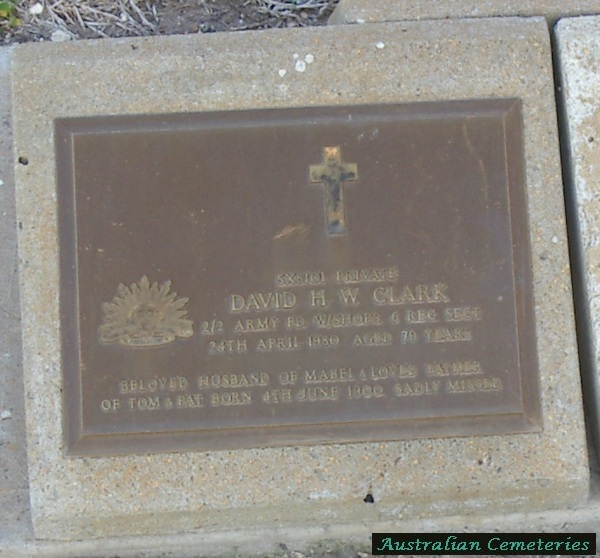 PRIVATE
DAVID H. W. CLARK
2/2 ARMY FD. W/SHOPS 6 REC SECT
24TH APRIL 1980 AGED 79 YEARS
BELOVED HUSBAND OF MABEL & LOVED FATHER
OF TOM & PAT BORN 4TH JUNE 1900 SADLY MISSED
Australian Cemeteries